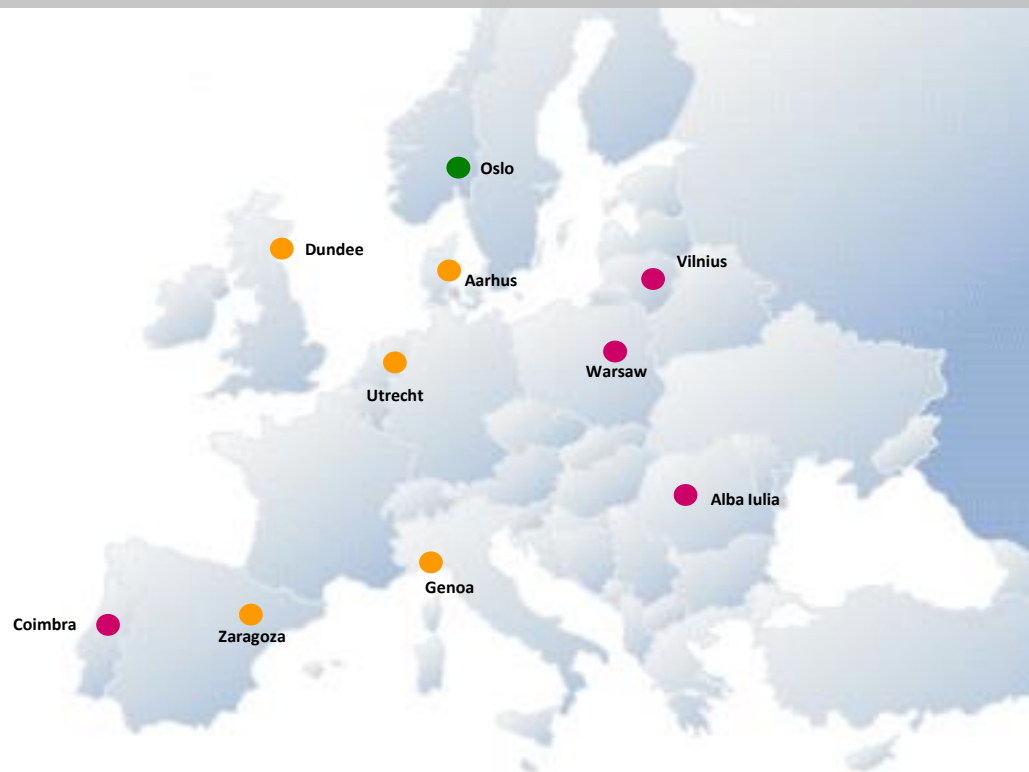 Oslo
Dundee
Vilnius
Aarhus
Warsaw
Utrecht
Alba Iulia
Genoa
Coimbra
Zaragoza